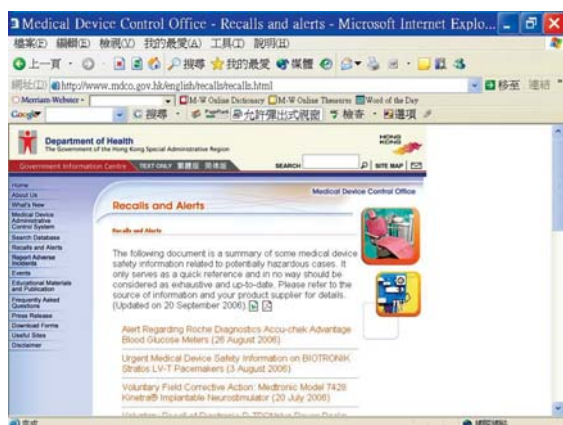 Medical Device Control Office - Recalls and alerts - Microsoft Internet Explo...
檔案(F) 編輯(E) 檢視(V) 我的最愛(A) 工具(T) 說明(H)
上一頁 搜尋 我的最愛 媒體
網址(D) http://www.mdco.gov.hk/english/recalls/recalls.html 移至 連結 »
Merriam-Webster M-W Online Dictionary M-W Online Thesaurus Word of the Day
Google 搜尋 PageRank 允許彈出式視窗 檢查 選項
Department of Health
The Government of the Hong Kong Special Administrative Region
HONG KONG
Government Information Centre TEXT ONLY 繁體版 簡体版 SEARCH SITE MAP
Home
About Us
What's New
Medical Device
Administrative
Control System
Search Database
Recalls and Alerts
Report Adverse
Incidents
Events
Educational Materials
and Publication
Frequently Asked
Questions
Press Release
Download Forms
Useful Sites
Disclaimer
Medical Device Control Office
Recalls and Alerts
Recalls and Alerts
The following document is a summary of some medical device
safety information related to potentially hazardous cases. It
only serves as a quick reference and in no way should be
considered as exhaustive and up-to-date. Please refer to the
source of information and your product supplier for details.
(Updated on 20 September 2006)
Alert Regarding Roche Diagnostics Accu-chek Advantage
Blood Glucose Meters (26 August 2006)
Urgent Medical Device Safety Information on BIOTRONIK
Stratos LV-T Pacemakers (3 August 2006)
Voluntary Field Corrective Action: Medtronic Model 7428
Kinetra® Implantable Neurostimulator (20 July 2006)
完成